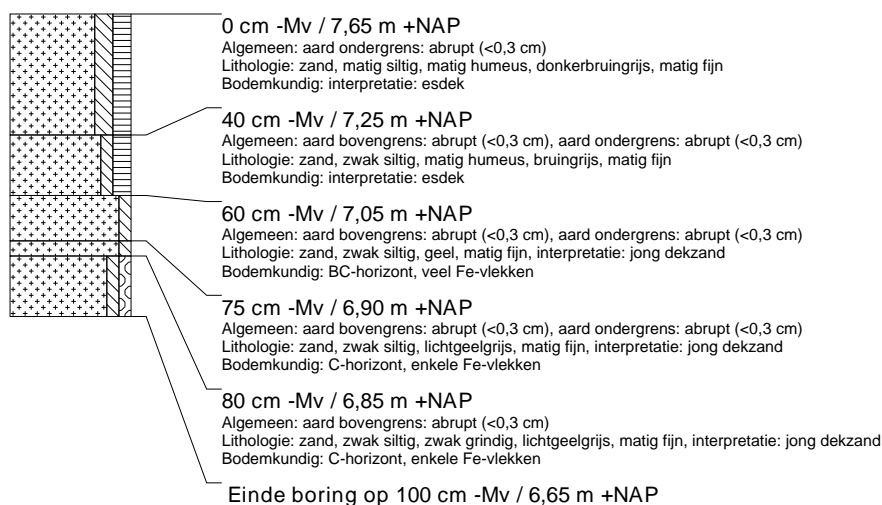 0 cm -Mv / 7,65 m +NAP
Algemeen: aard ondergrens: abrupt (<0,3 cm)
Lithologie: zand, matig siltig, matig humeus, donkerbruingrijs, matig fijn
Bodemkundig: interpretatie: esdek
40 cm -Mv / 7,25 m +NAP
Algemeen: aard bovengrens: abrupt (<0,3 cm), aard ondergrens: abrupt (<0,3 cm)
Lithologie: zand, zwak siltig, matig humeus, bruingrijs, matig fijn
Bodemkundig: interpretatie: esdek
60 cm -Mv / 7,05 m +NAP
Algemeen: aard bovengrens: abrupt (<0,3 cm), aard ondergrens: abrupt (<0,3 cm)
Lithologie: zand, zwak siltig, geel, matig fijn, interpretatie: jong dekzand
Bodemkundig: BC-horizont, veel Fe-vlekken
75 cm -Mv / 6,90 m +NAP
Algemeen: aard bovengrens: abrupt (<0,3 cm), aard ondergrens: abrupt (<0,3 cm)
Lithologie: zand, zwak siltig, lichtgeelgrijs, matig fijn, interpretatie: jong dekzand
Bodemkundig: C-horizont, enkele Fe-vlekken
80 cm -Mv / 6,85 m +NAP
Algemeen: aard bovengrens: abrupt (<0,3 cm)
Lithologie: zand, zwak siltig, zwak grindig, lichtgeelgrijs, matig fijn, interpretatie: jong dekzand
Bodemkundig: C-horizont, enkele Fe-vlekken
Einde boring op 100 cm -Mv / 6,65 m +NAP